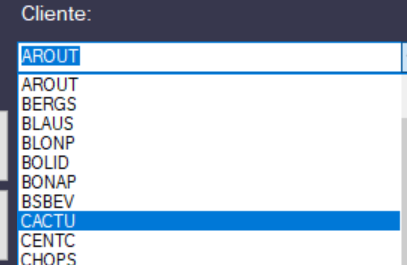 Cliente:
AROUT
AROUT
BERGS
BLAUS
BLONP
BOLID
BONAP
BSBEV
CACTU
CENTC
CHOPS